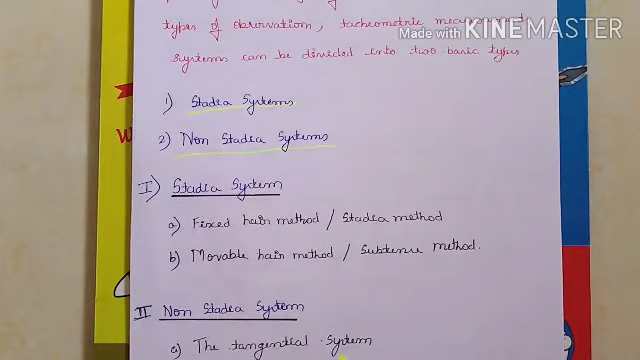 types of observation, tacheometric measurement
Made with KINEMASTER
systems can be divided into two basic types
1) Stadia Systems
2) Non Stadia Systems
I) Stadia System
a) Fixed hair method / Stadia method
b) Movable hair method / Subtense method.
II Non Stadia System
a) The tangential system